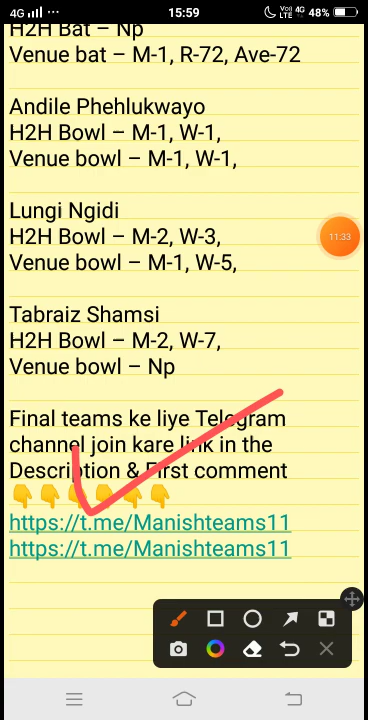 4G 15:59 Vo) LTE 4G 48%
H2H Bat – Np
Venue bat – M-1, R-72, Ave-72
Andile Phehlukwayo
H2H Bowl – M-1, W-1,
Venue bowl – M-1, W-1,
Lungi Ngidi
H2H Bowl – M-2, W-3,
11:33
Venue bowl – M-1, W-5,
Tabraiz Shamsi
H2H Bowl – M-2, W-7,
Venue bowl – Np
Final teams ke liye Telegram
channel join kare link in the
Description & First comment
👇👇👇👇👇👇
https://t.me/Manishteams11
https://t.me/Manishteams11